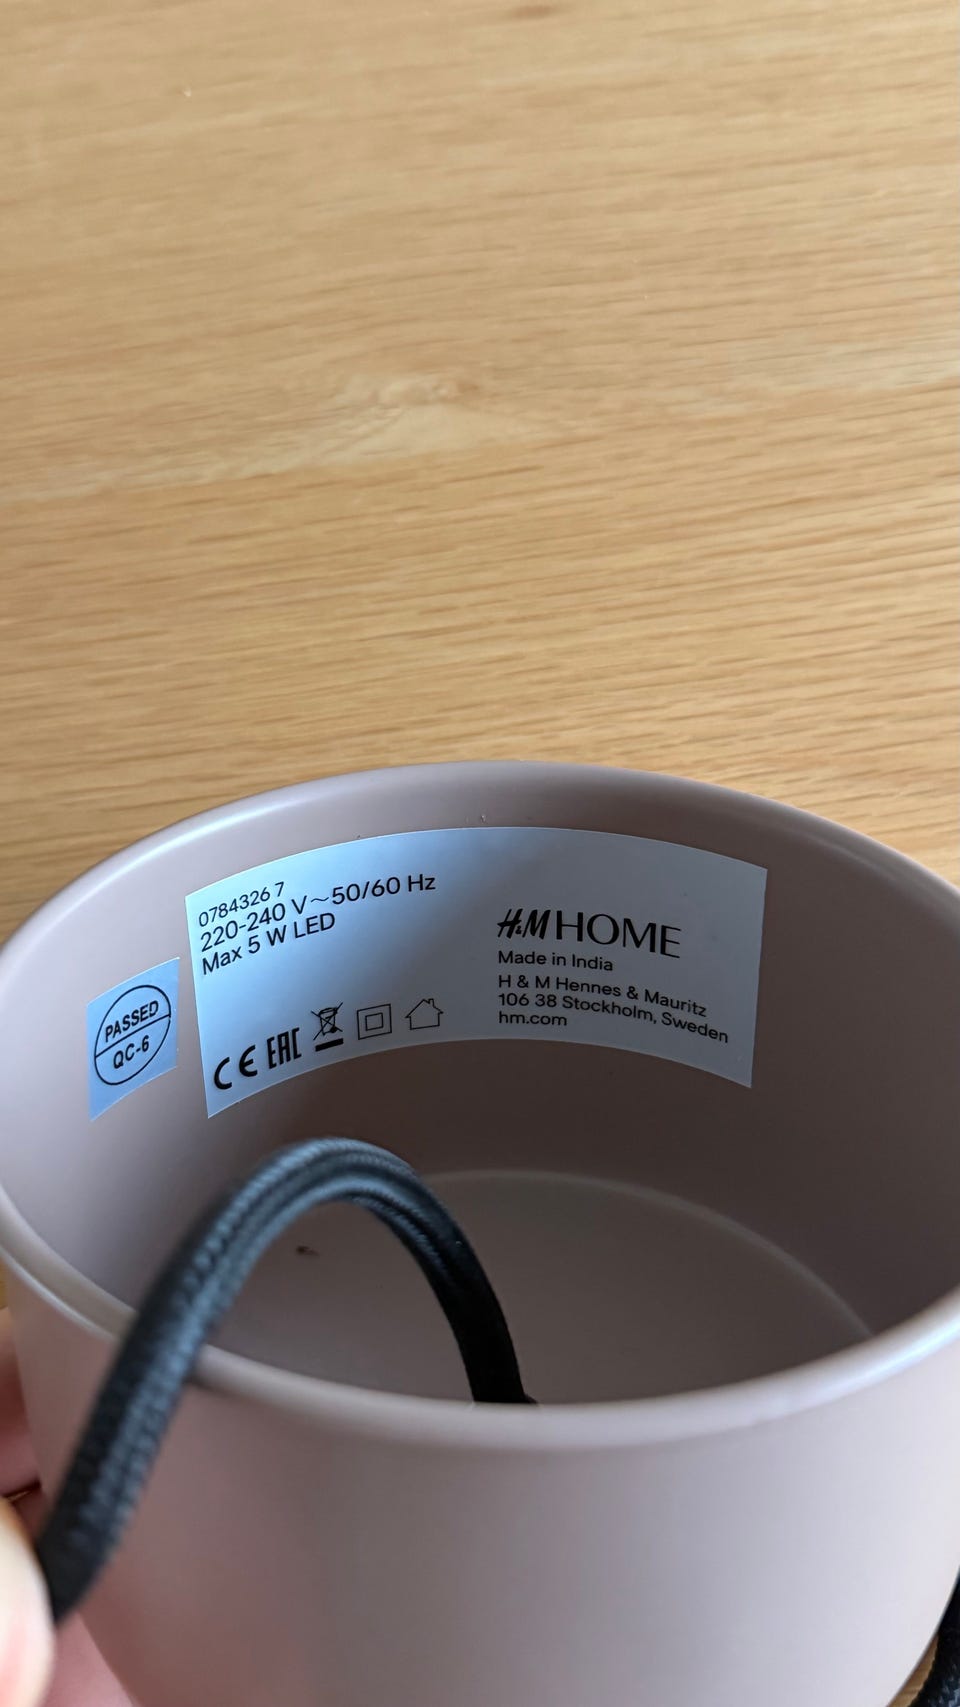 0784326 7
220-240 V~50/60 Hz
Max 5 W LED
CE EAC
H&M HOME
Made in India
H & M Hennes & Mauritz
106 38 Stockholm, Sweden
hm.com
PASSED
QC-6